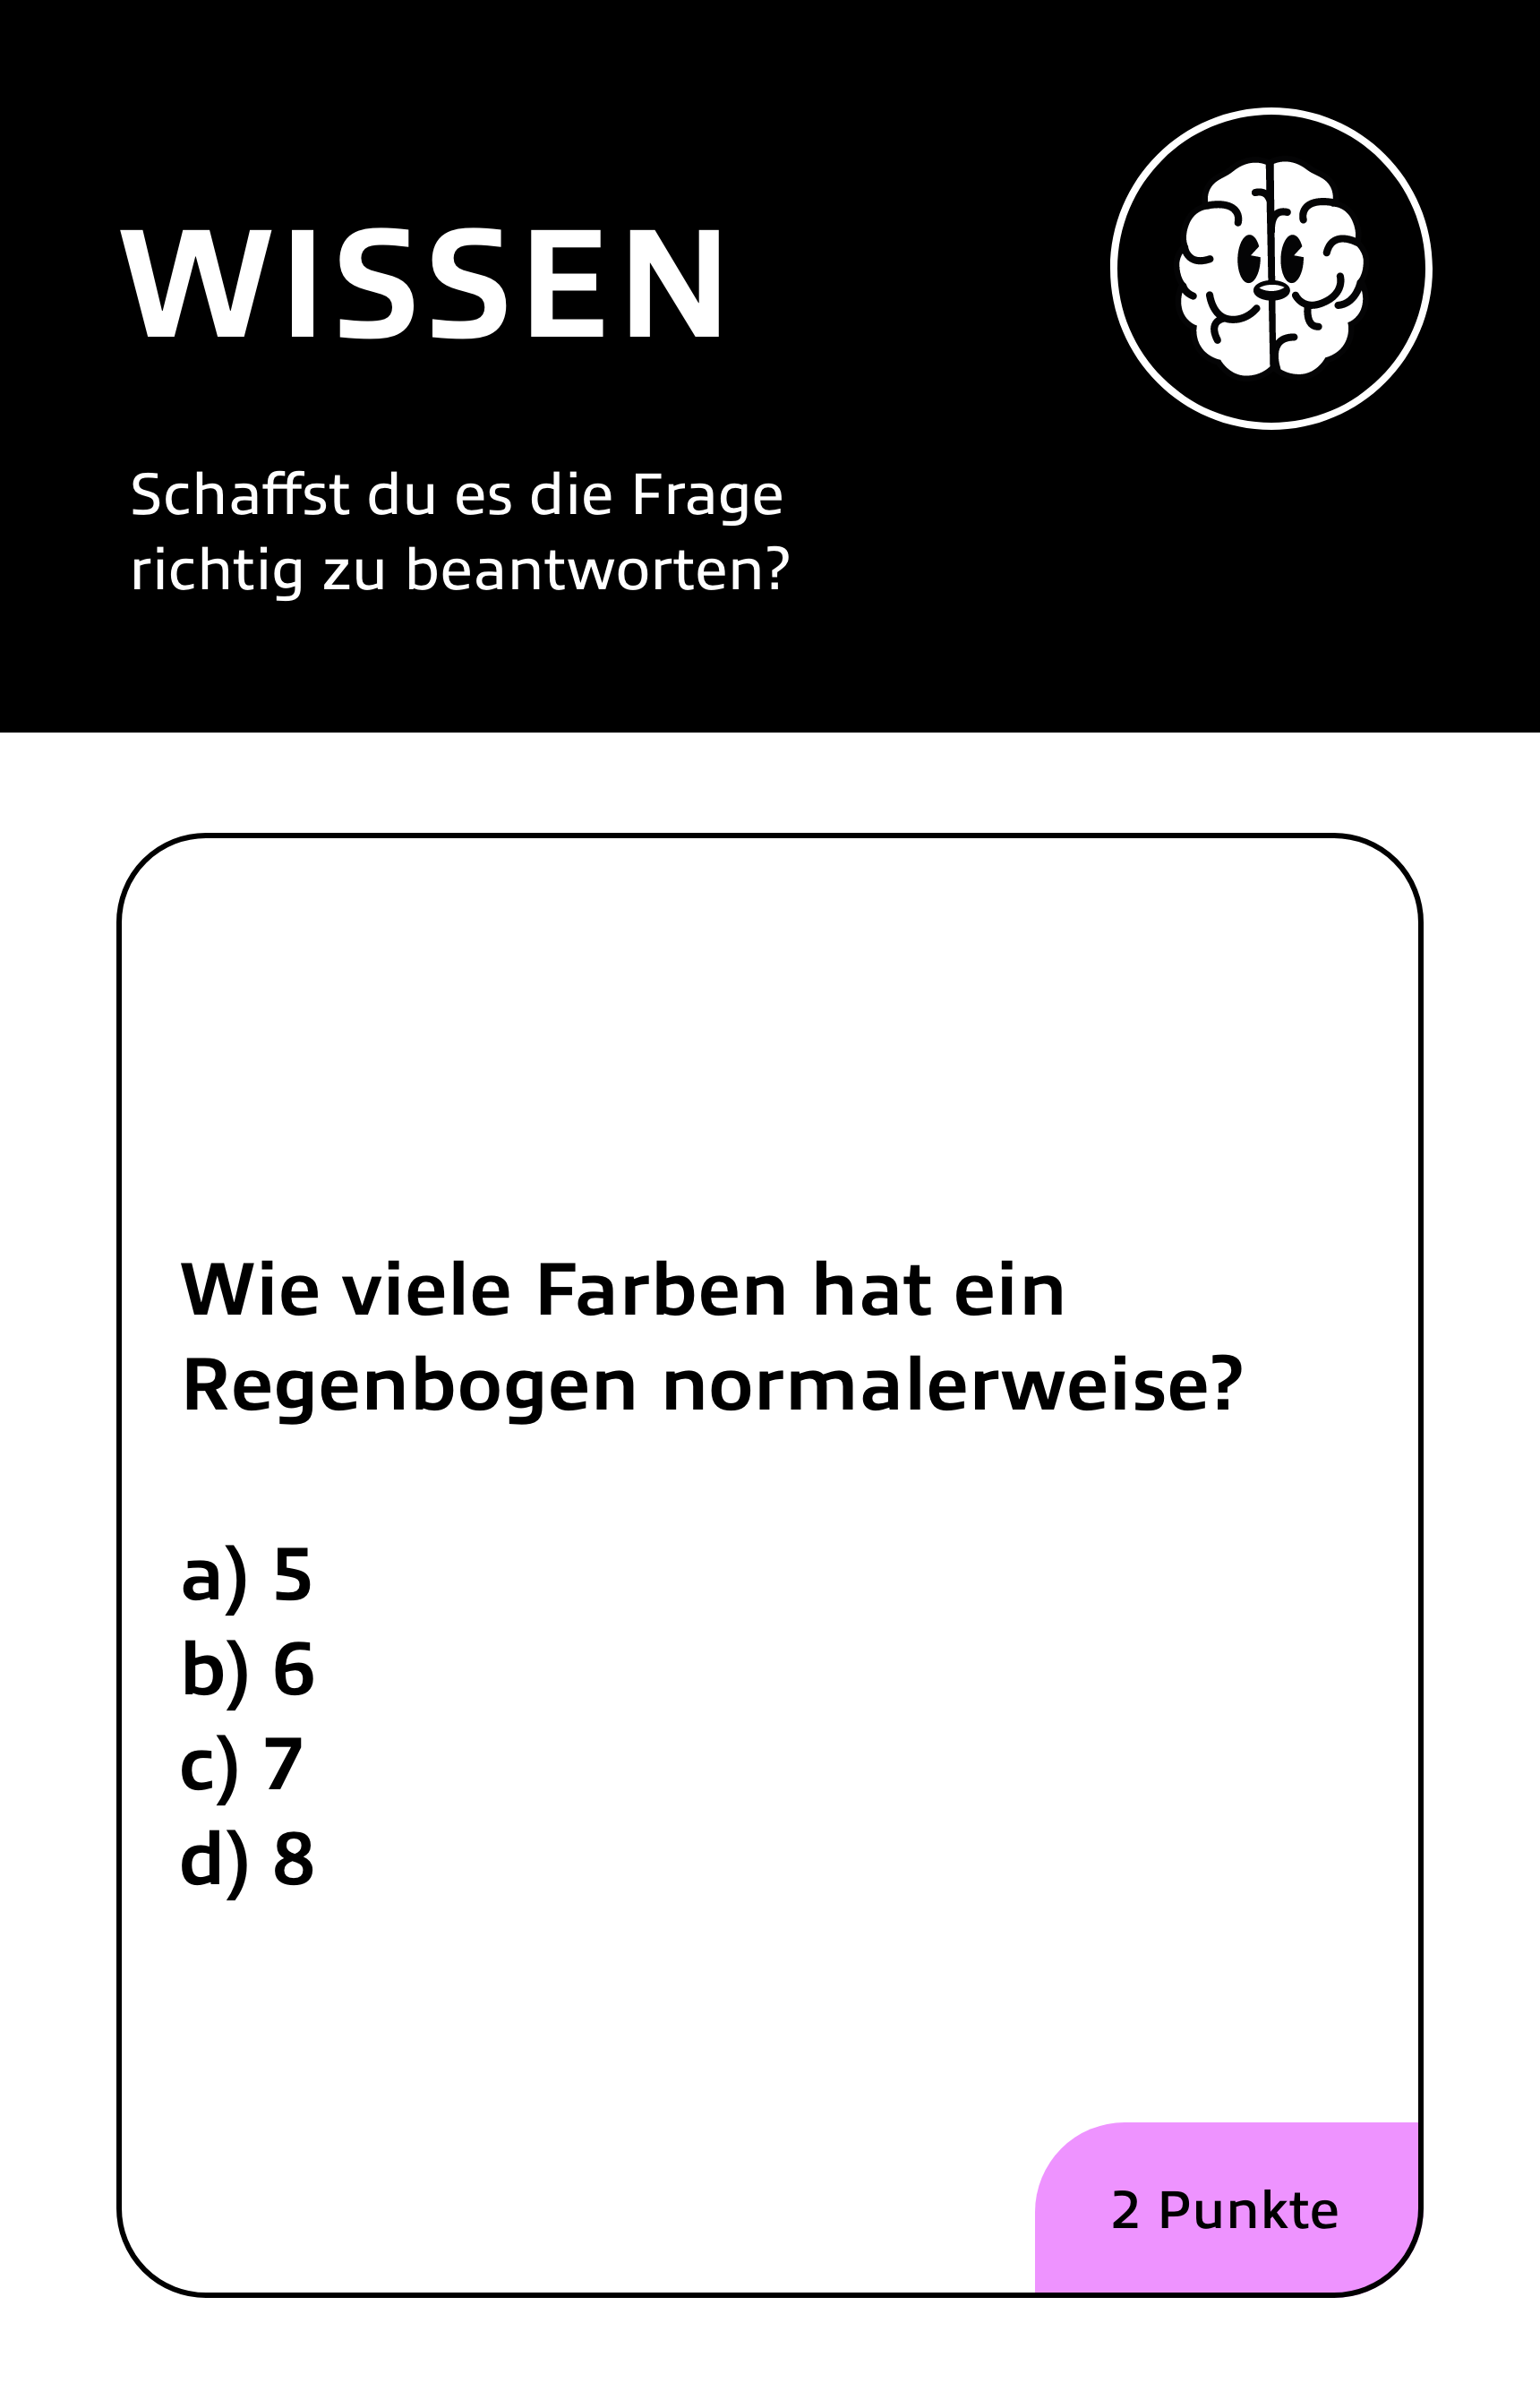 WISSEN
Schaffst du es die Frage
richtig zu beantworten?
Wie viele Farben hat ein
Regenbogen normalerweise?
a) 5
b) 6
c) 7
d) 8
2 Punkte